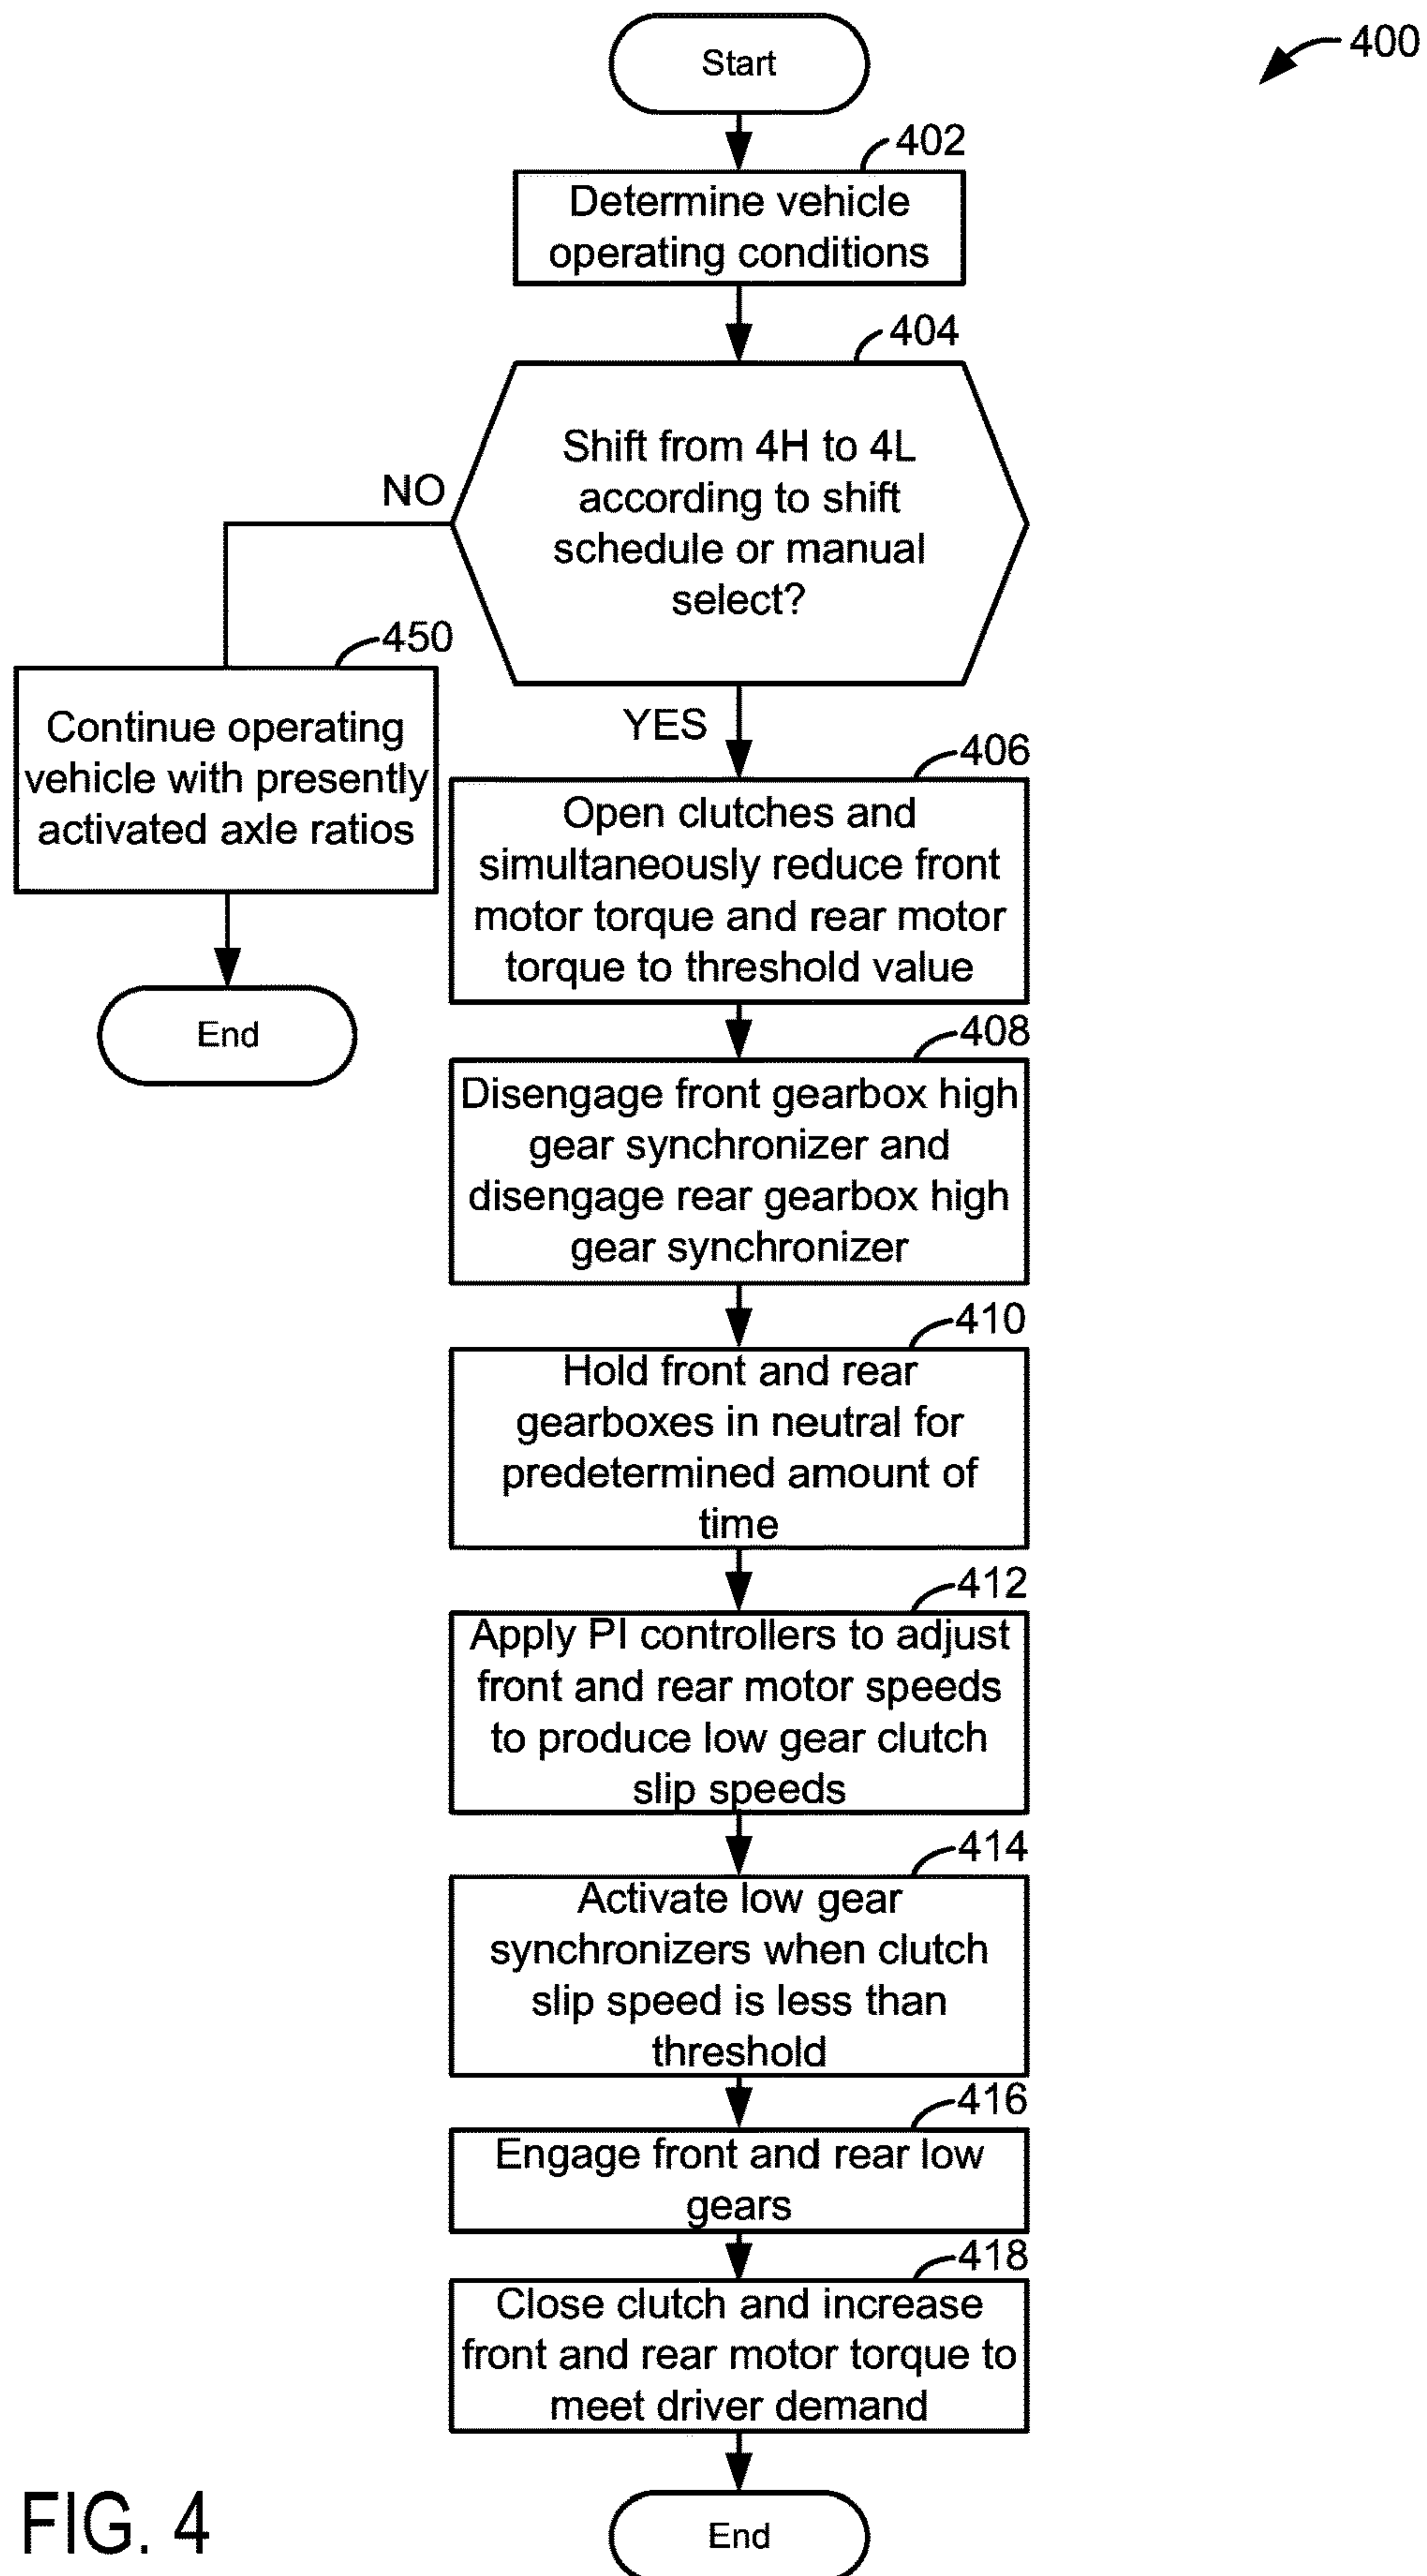 Start
400
402
Determine vehicle
operating conditions
404
Shift from 4H to 4L
according to shift
schedule or manual
select?
NO
450
Continue operating
vehicle with presently
activated axle ratios
End
YES
406
Open clutches and
simultaneously reduce front
motor torque and rear motor
torque to threshold value
408
Disengage front gearbox high
gear synchronizer and
disengage rear gearbox high
gear synchronizer
410
Hold front and rear
gearboxes in neutral for
predetermined amount of
time
412
Apply PI controllers to adjust
front and rear motor speeds
to produce low gear clutch
slip speeds
414
Activate low gear
synchronizers when clutch
slip speed is less than
threshold
416
Engage front and rear low
gears
418
Close clutch and increase
front and rear motor torque to
meet driver demand
End
FIG. 4